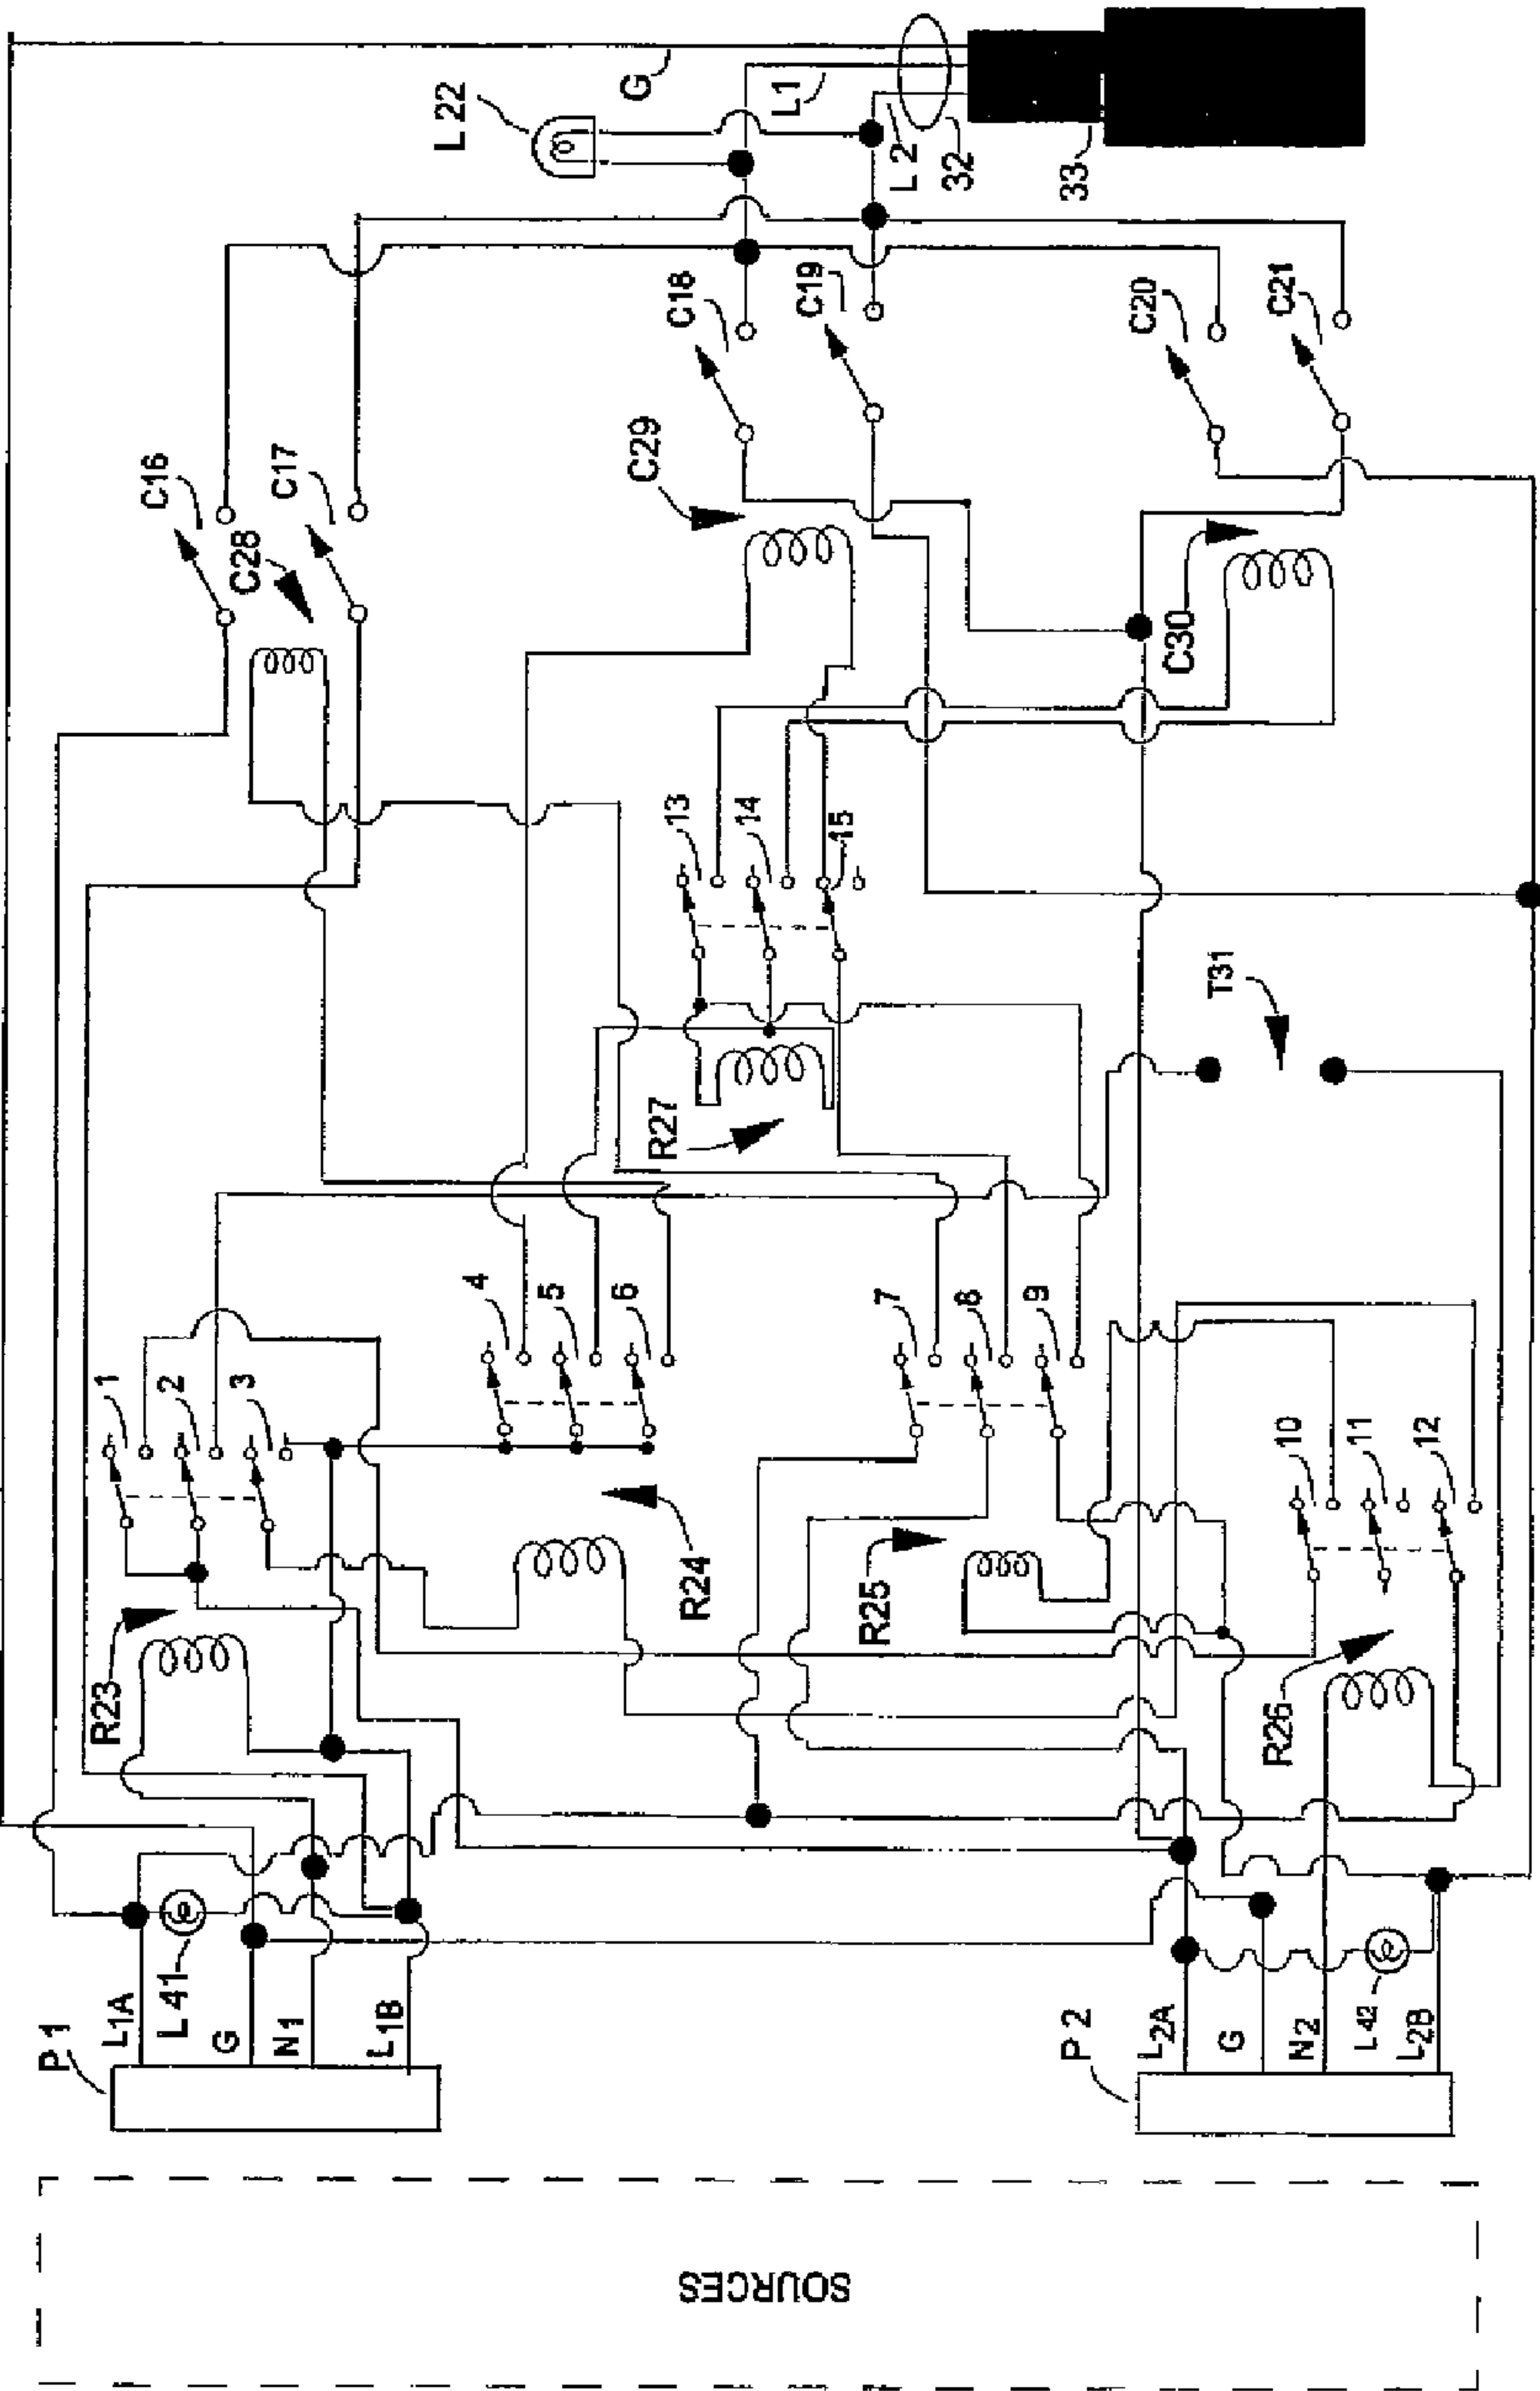 L 22
G
L1
L 2
32
33
C16
C17
C28
C18
C19
C29
C20
C21
C30
13
14
15
T31
R27
1
2
3
4
5
6
7
8
9
10
11
12
R23
R24
R25
R26
P 1
L1A
L 41
G
N1
L1B
P 2
L2A
G
N2
L 42
L2B
SOURCES